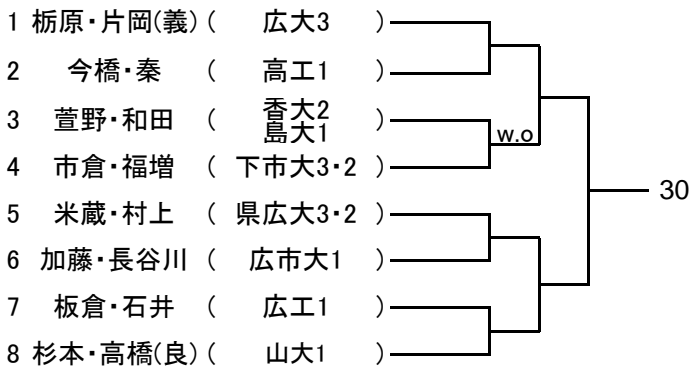 1 栃原・片岡(義) ( 広大3 )
2 今橋・秦 ( 高工1 )
3 萱野・和田 ( 香大2 島大1 )
w.o
4 市倉・福増 ( 下市大3・2 )
30
5 米蔵・村上 ( 県広大3・2 )
6 加藤・長谷川 ( 広市大1 )
7 板倉・石井 ( 広工1 )
8 杉本・高橋(良) ( 山大1 )